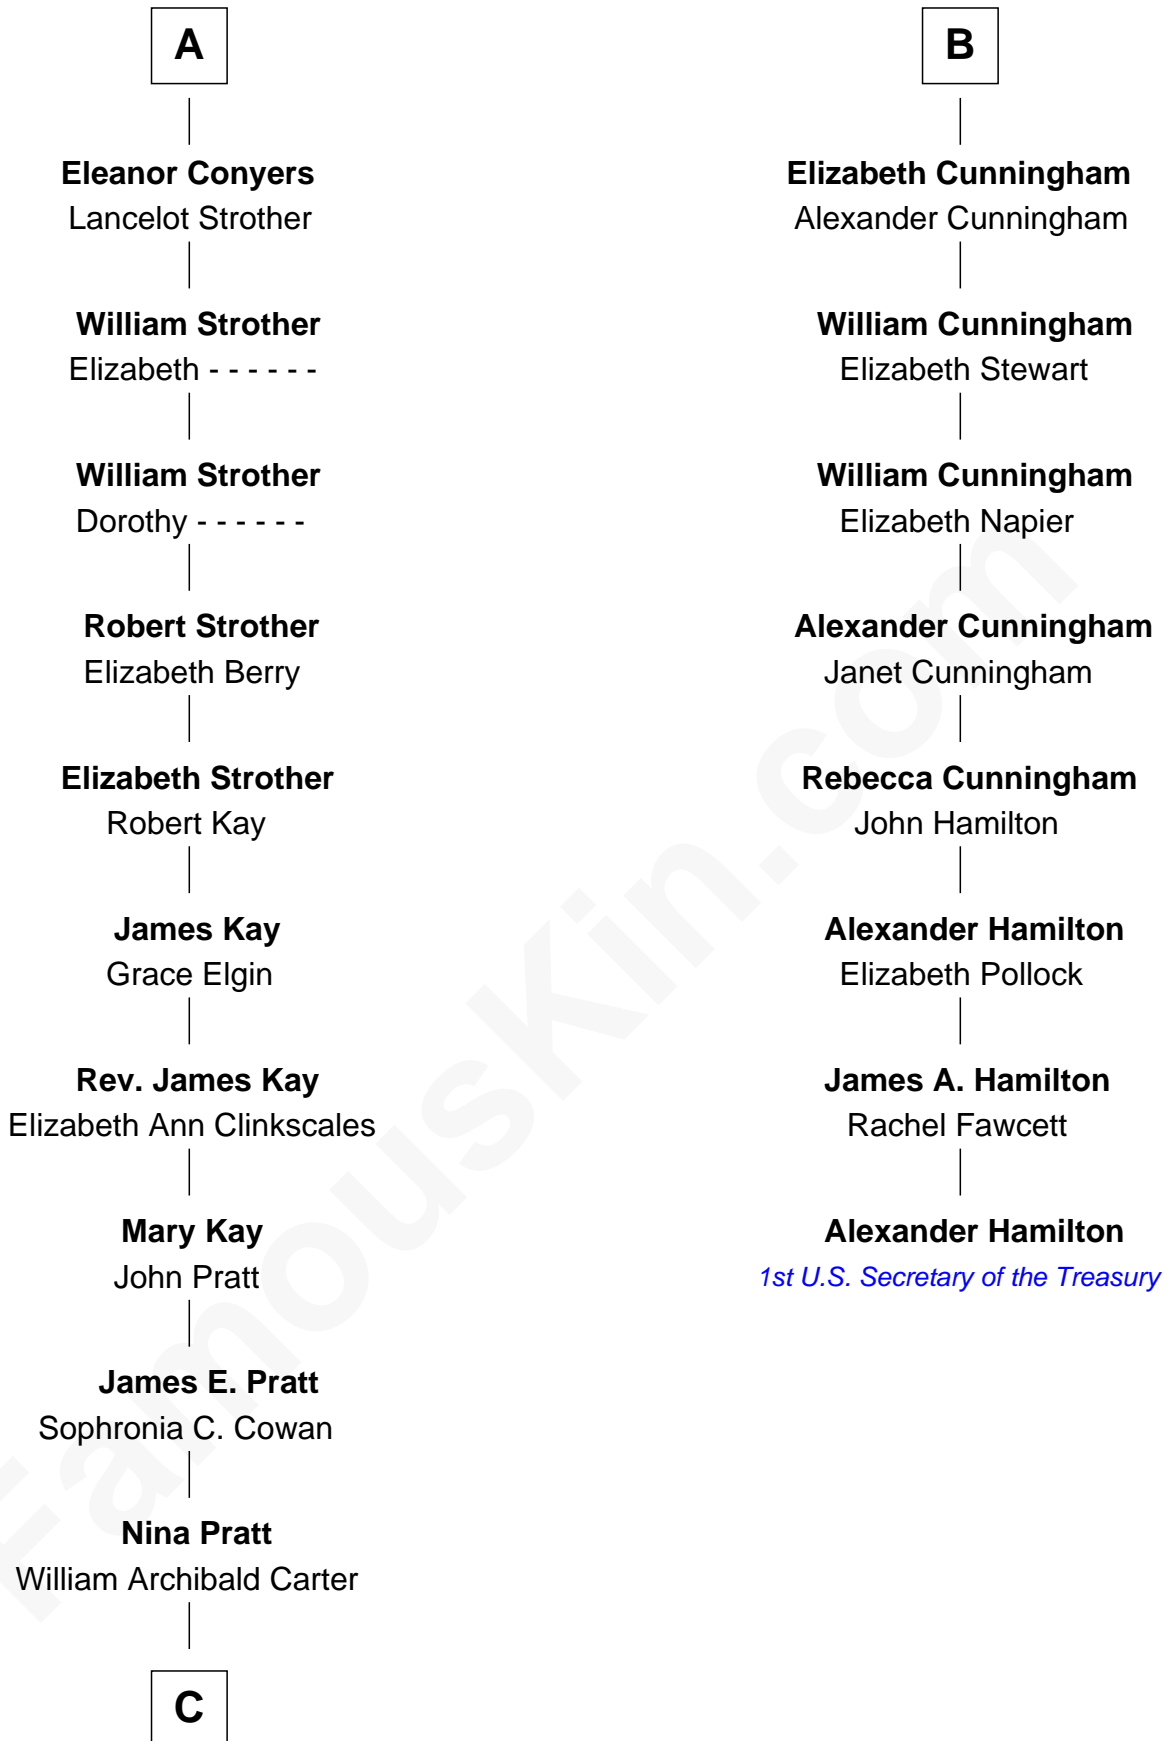 A
Eleanor Conyers
Lancelot Strother
William Strother
Elizabeth - - - - - -
William Strother
Dorothy - - - - - -
Robert Strother
Elizabeth Berry
Elizabeth Strother
Robert Kay
James Kay
Grace Elgin
Rev. James Kay
Elizabeth Ann Clinkscales
Mary Kay
John Pratt
James E. Pratt
Sophronia C. Cowan
Nina Pratt
William Archibald Carter
C
B
Elizabeth Cunningham
Alexander Cunningham
William Cunningham
Elizabeth Stewart
William Cunningham
Elizabeth Napier
Alexander Cunningham
Janet Cunningham
Rebecca Cunningham
John Hamilton
Alexander Hamilton
Elizabeth Pollock
James A. Hamilton
Rachel Fawcett
Alexander Hamilton
1st U.S. Secretary of the Treasury
FamousKin.com